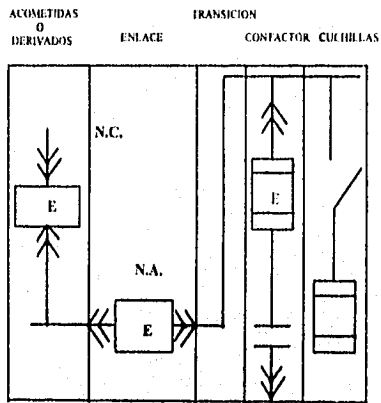 ACOMETIDAS
O
DERIVADOS
ENLACE
TRANSICION
CONTACTOR
CUCHILLAS
N.C.
E
E
N.A.
E